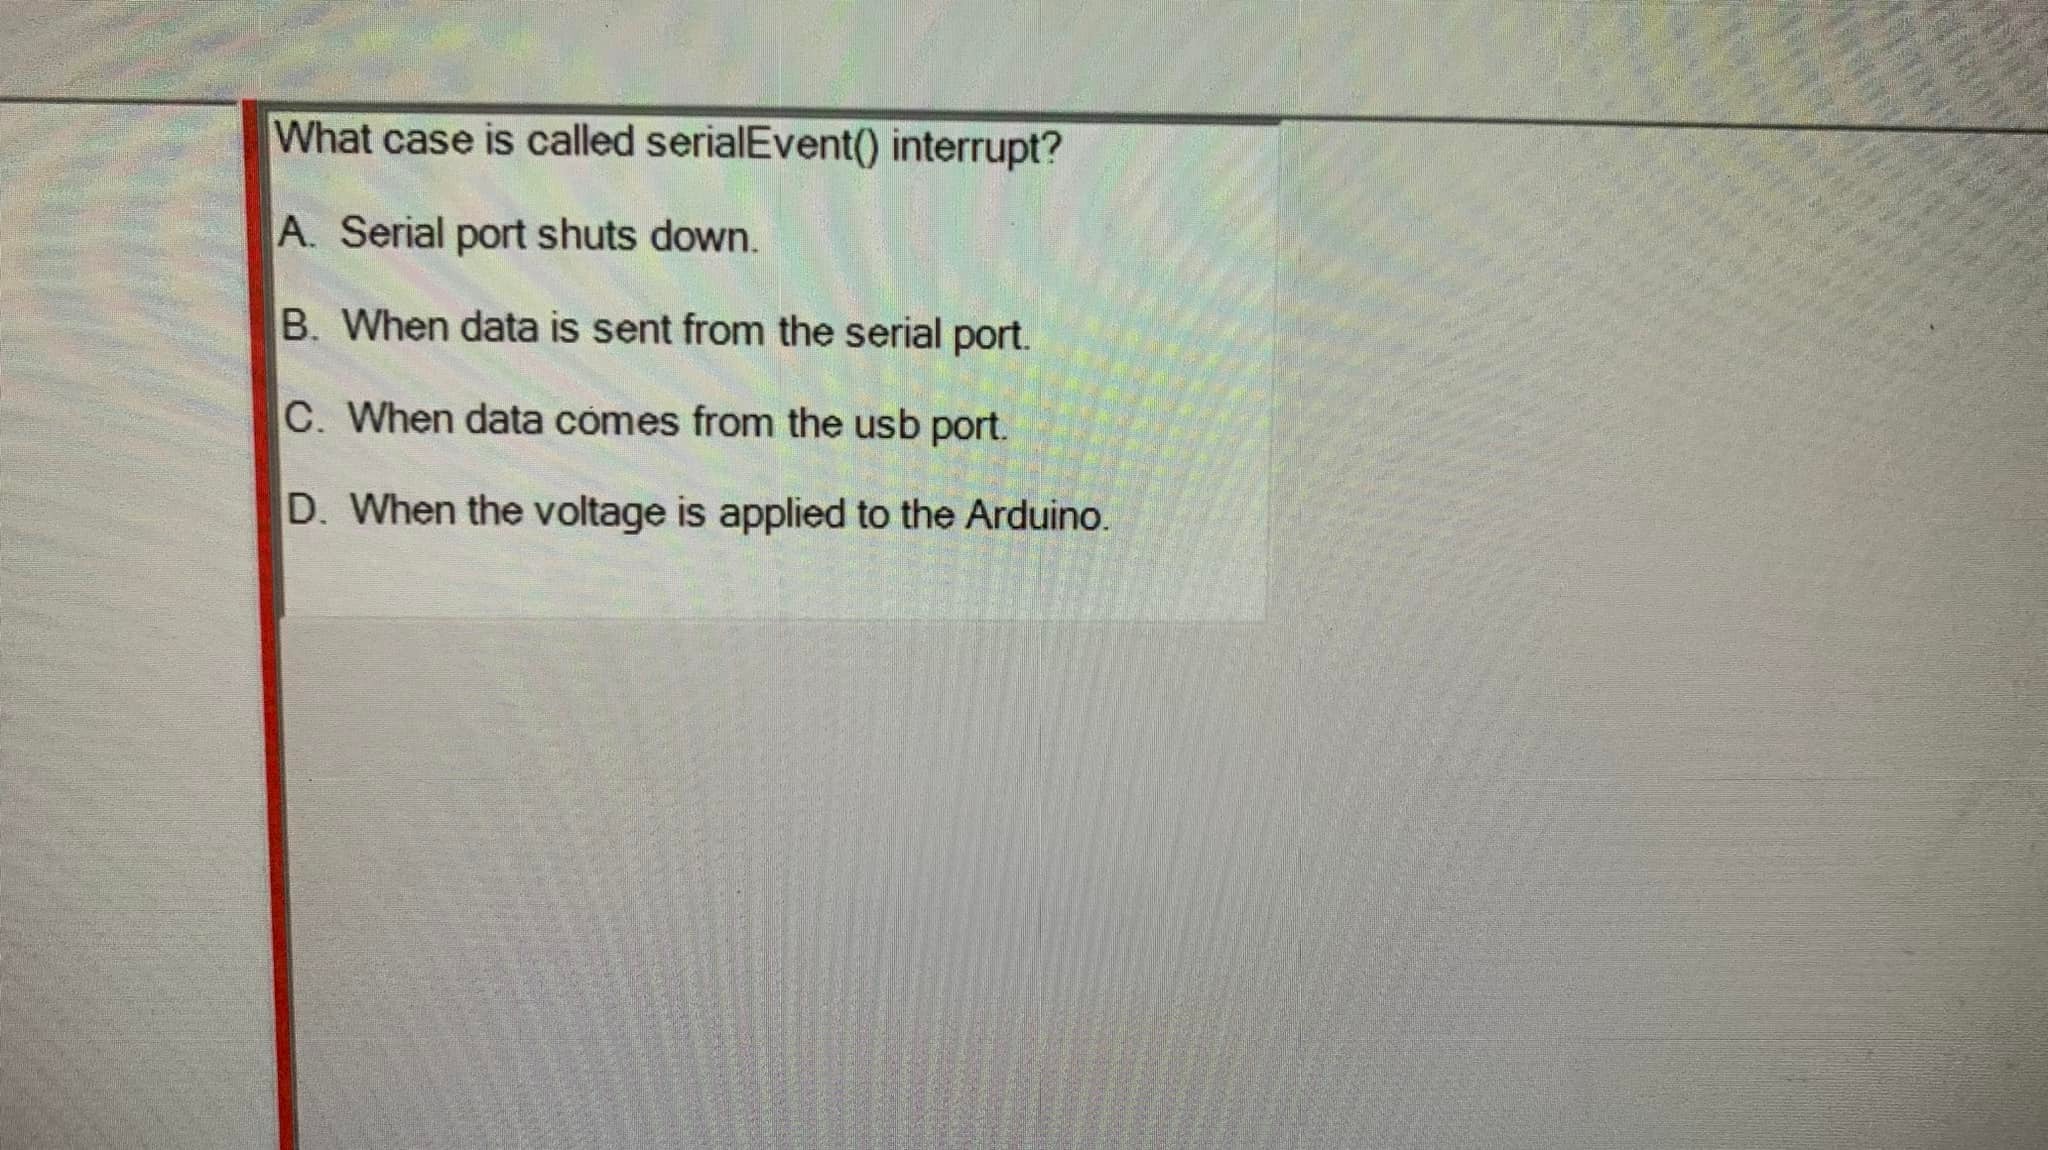 What case is called serialEvent() interrupt?
A. Serial port shuts down.
B. When data is sent from the serial port.
C. When data comes from the usb port.
D. When the voltage is applied to the Arduino.